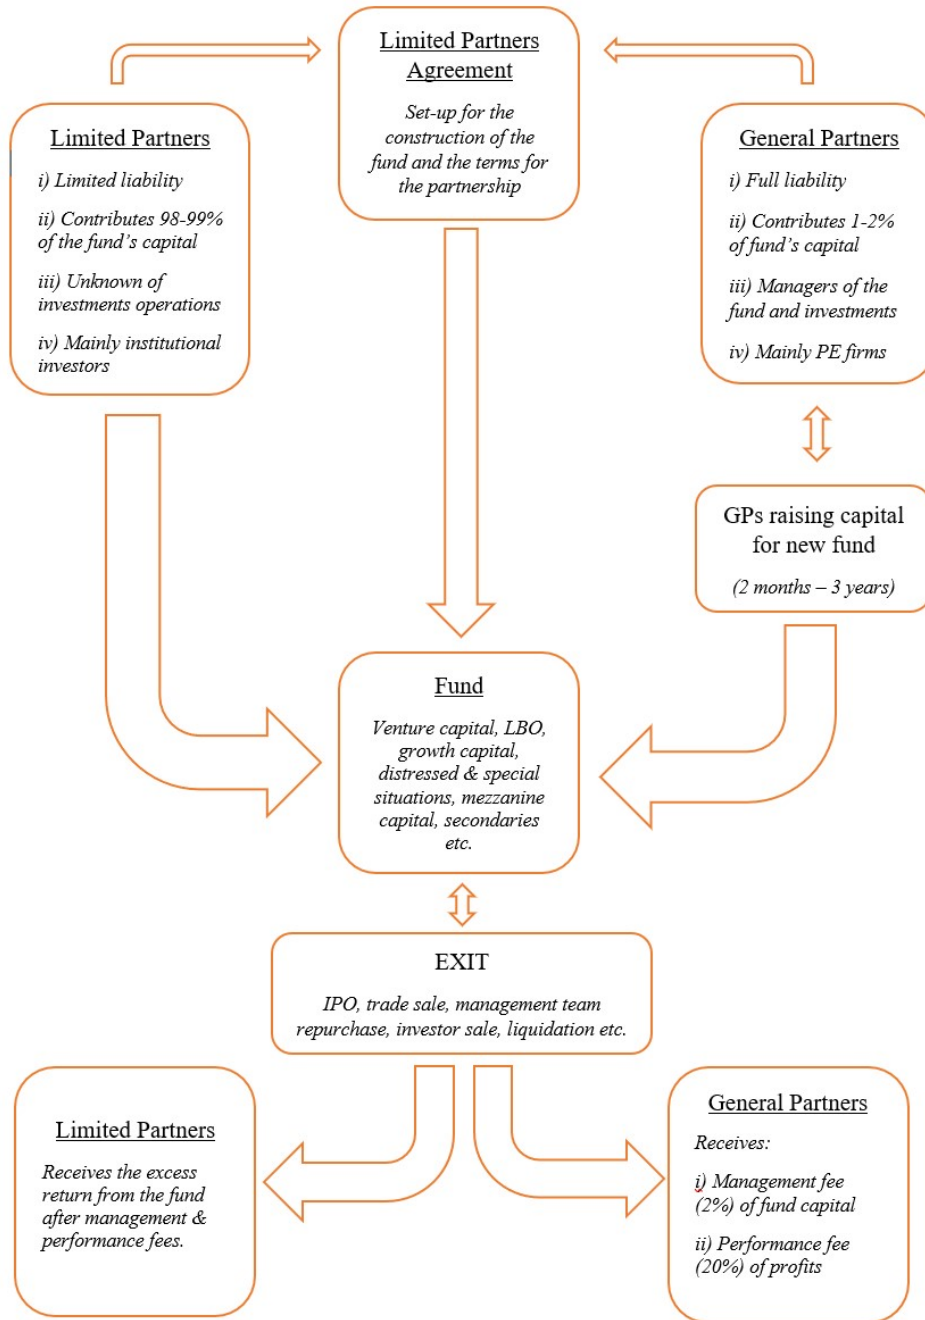 Limited Partners
Agreement
Set-up for the
construction of the
fund and the terms for
the partnership
Limited Partners
i) Limited liability
ii) Contributes 98-99%
of the fund’s capital
iii) Unknown of
investments operations
iv) Mainly institutional
investors
General Partners
i) Full liability
ii) Contributes 1-2%
of fund’s capital
iii) Managers of the
fund and investments
iv) Mainly PE firms
GPs raising capital
for new fund
(2 months – 3 years)
Fund
Venture capital, LBO,
growth capital,
distressed & special
situations, mezzanine
capital, secondaries
etc.
EXIT
IPO, trade sale, management team
repurchase, investor sale, liquidation etc.
Limited Partners
Receives the excess
return from the fund
after management &
performance fees.
General Partners
Receives:
i) Management fee
(2%) of fund capital
ii) Performance fee
(20%) of profits